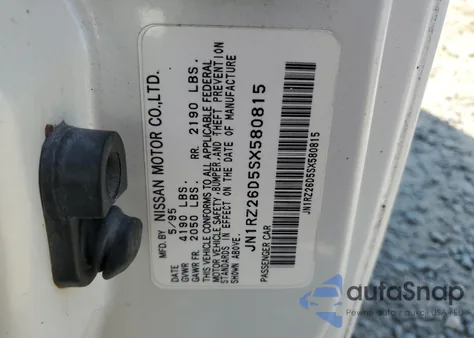 MFD. BY NISSAN MOTOR CO.,LTD.
DATE 5/95
GVWR 4190 LBS.
GAWR FR. 2050 LBS. RR. 2190 LBS.
THIS VEHICLE CONFORMS TO ALL APPLICABLE FEDERAL
MOTOR VEHICLE SAFETY, BUMPER, AND THEFT PREVENTION
STANDARDS IN EFFECT ON THE DATE OF MANUFACTURE
SHOWN ABOVE.
JN1RZ26D5SX580815
PASSENGER CAR
JN1RZ26D5SX580815
autoSnap